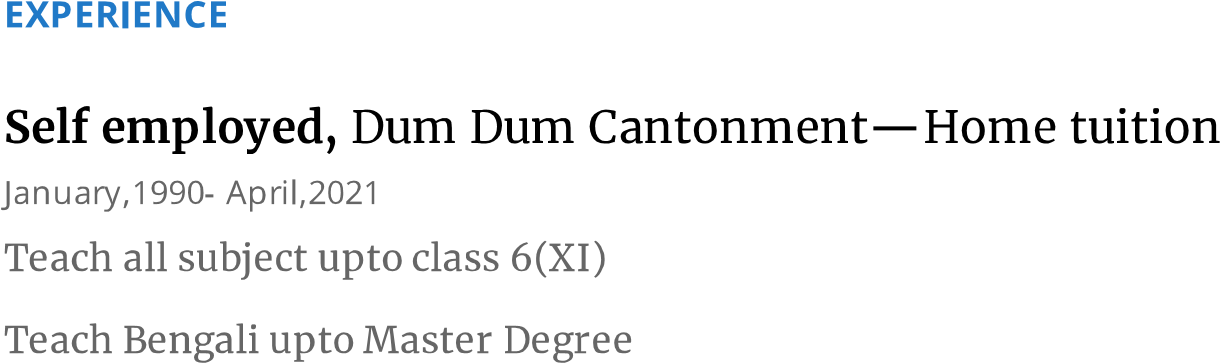 EXPERIENCE
Self employed, Dum Dum Cantonment—Home tuition
January,1990- April,2021
Teach all subject upto class 6(XI)
Teach Bengali upto Master Degree